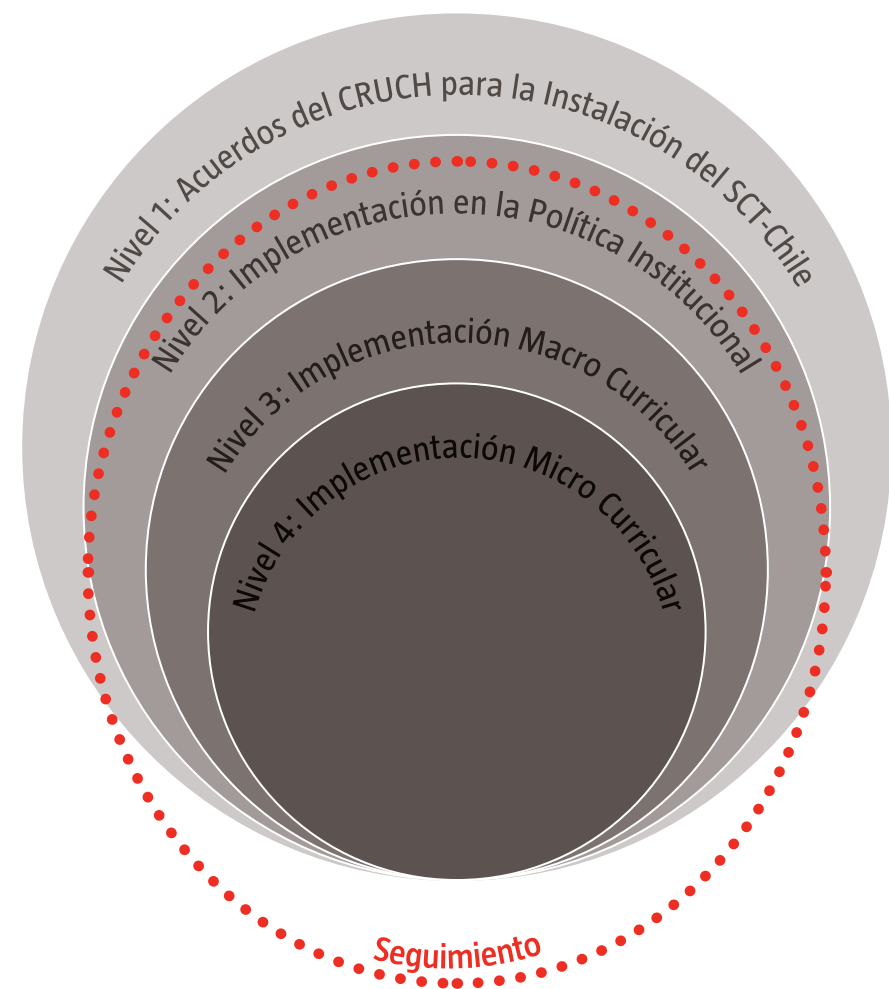 Nivel 1: Acuerdos del CRUCH para la Instalación del SCT-Chile
Nivel 2: Implementación en la Política Institucional
Nivel 3: Implementación Macro Curricular
Nivel 4: Implementación Micro Curricular
Seguimiento